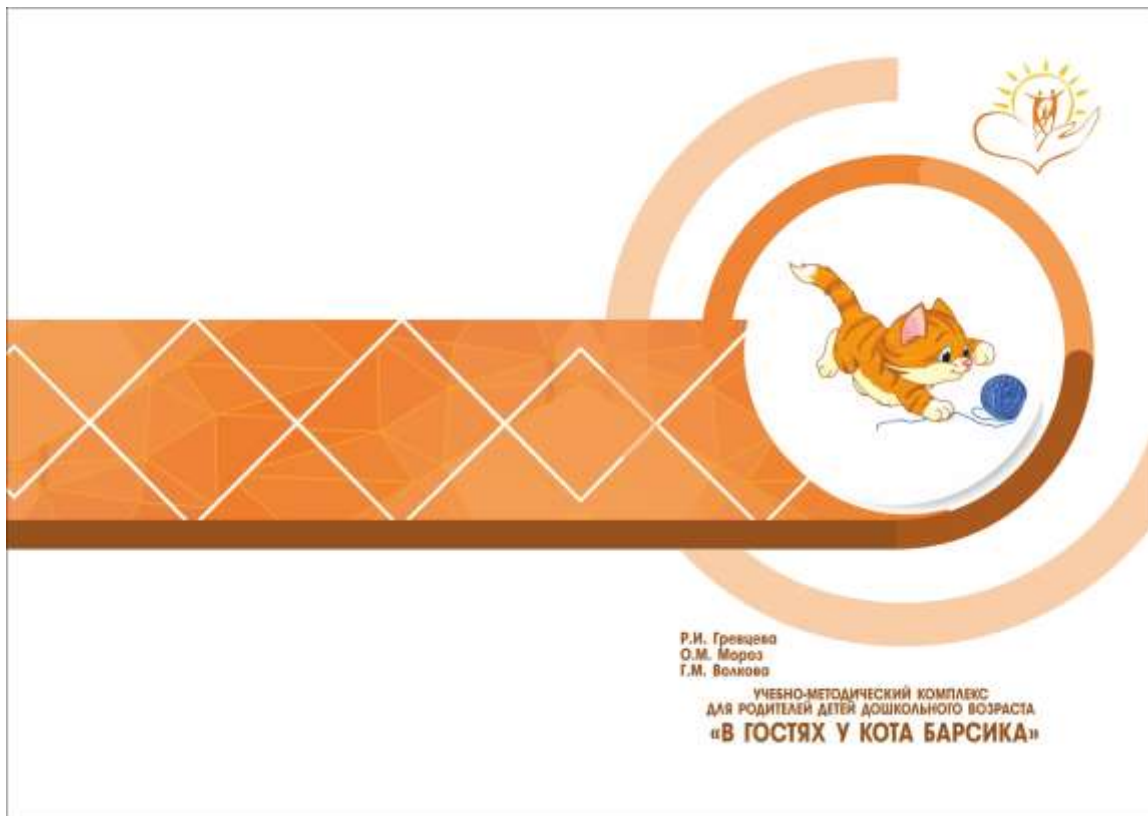 Р.И. Гревцева
О.М. Мороз
Г.М. Волкова
УЧЕБНО-МЕТОДИЧЕСКИЙ КОМПЛЕКС
ДЛЯ РОДИТЕЛЕЙ ДЕТЕЙ ДОШКОЛЬНОГО ВОЗРАСТА
«В ГОСТЯХ У КОТА БАРСИКА»